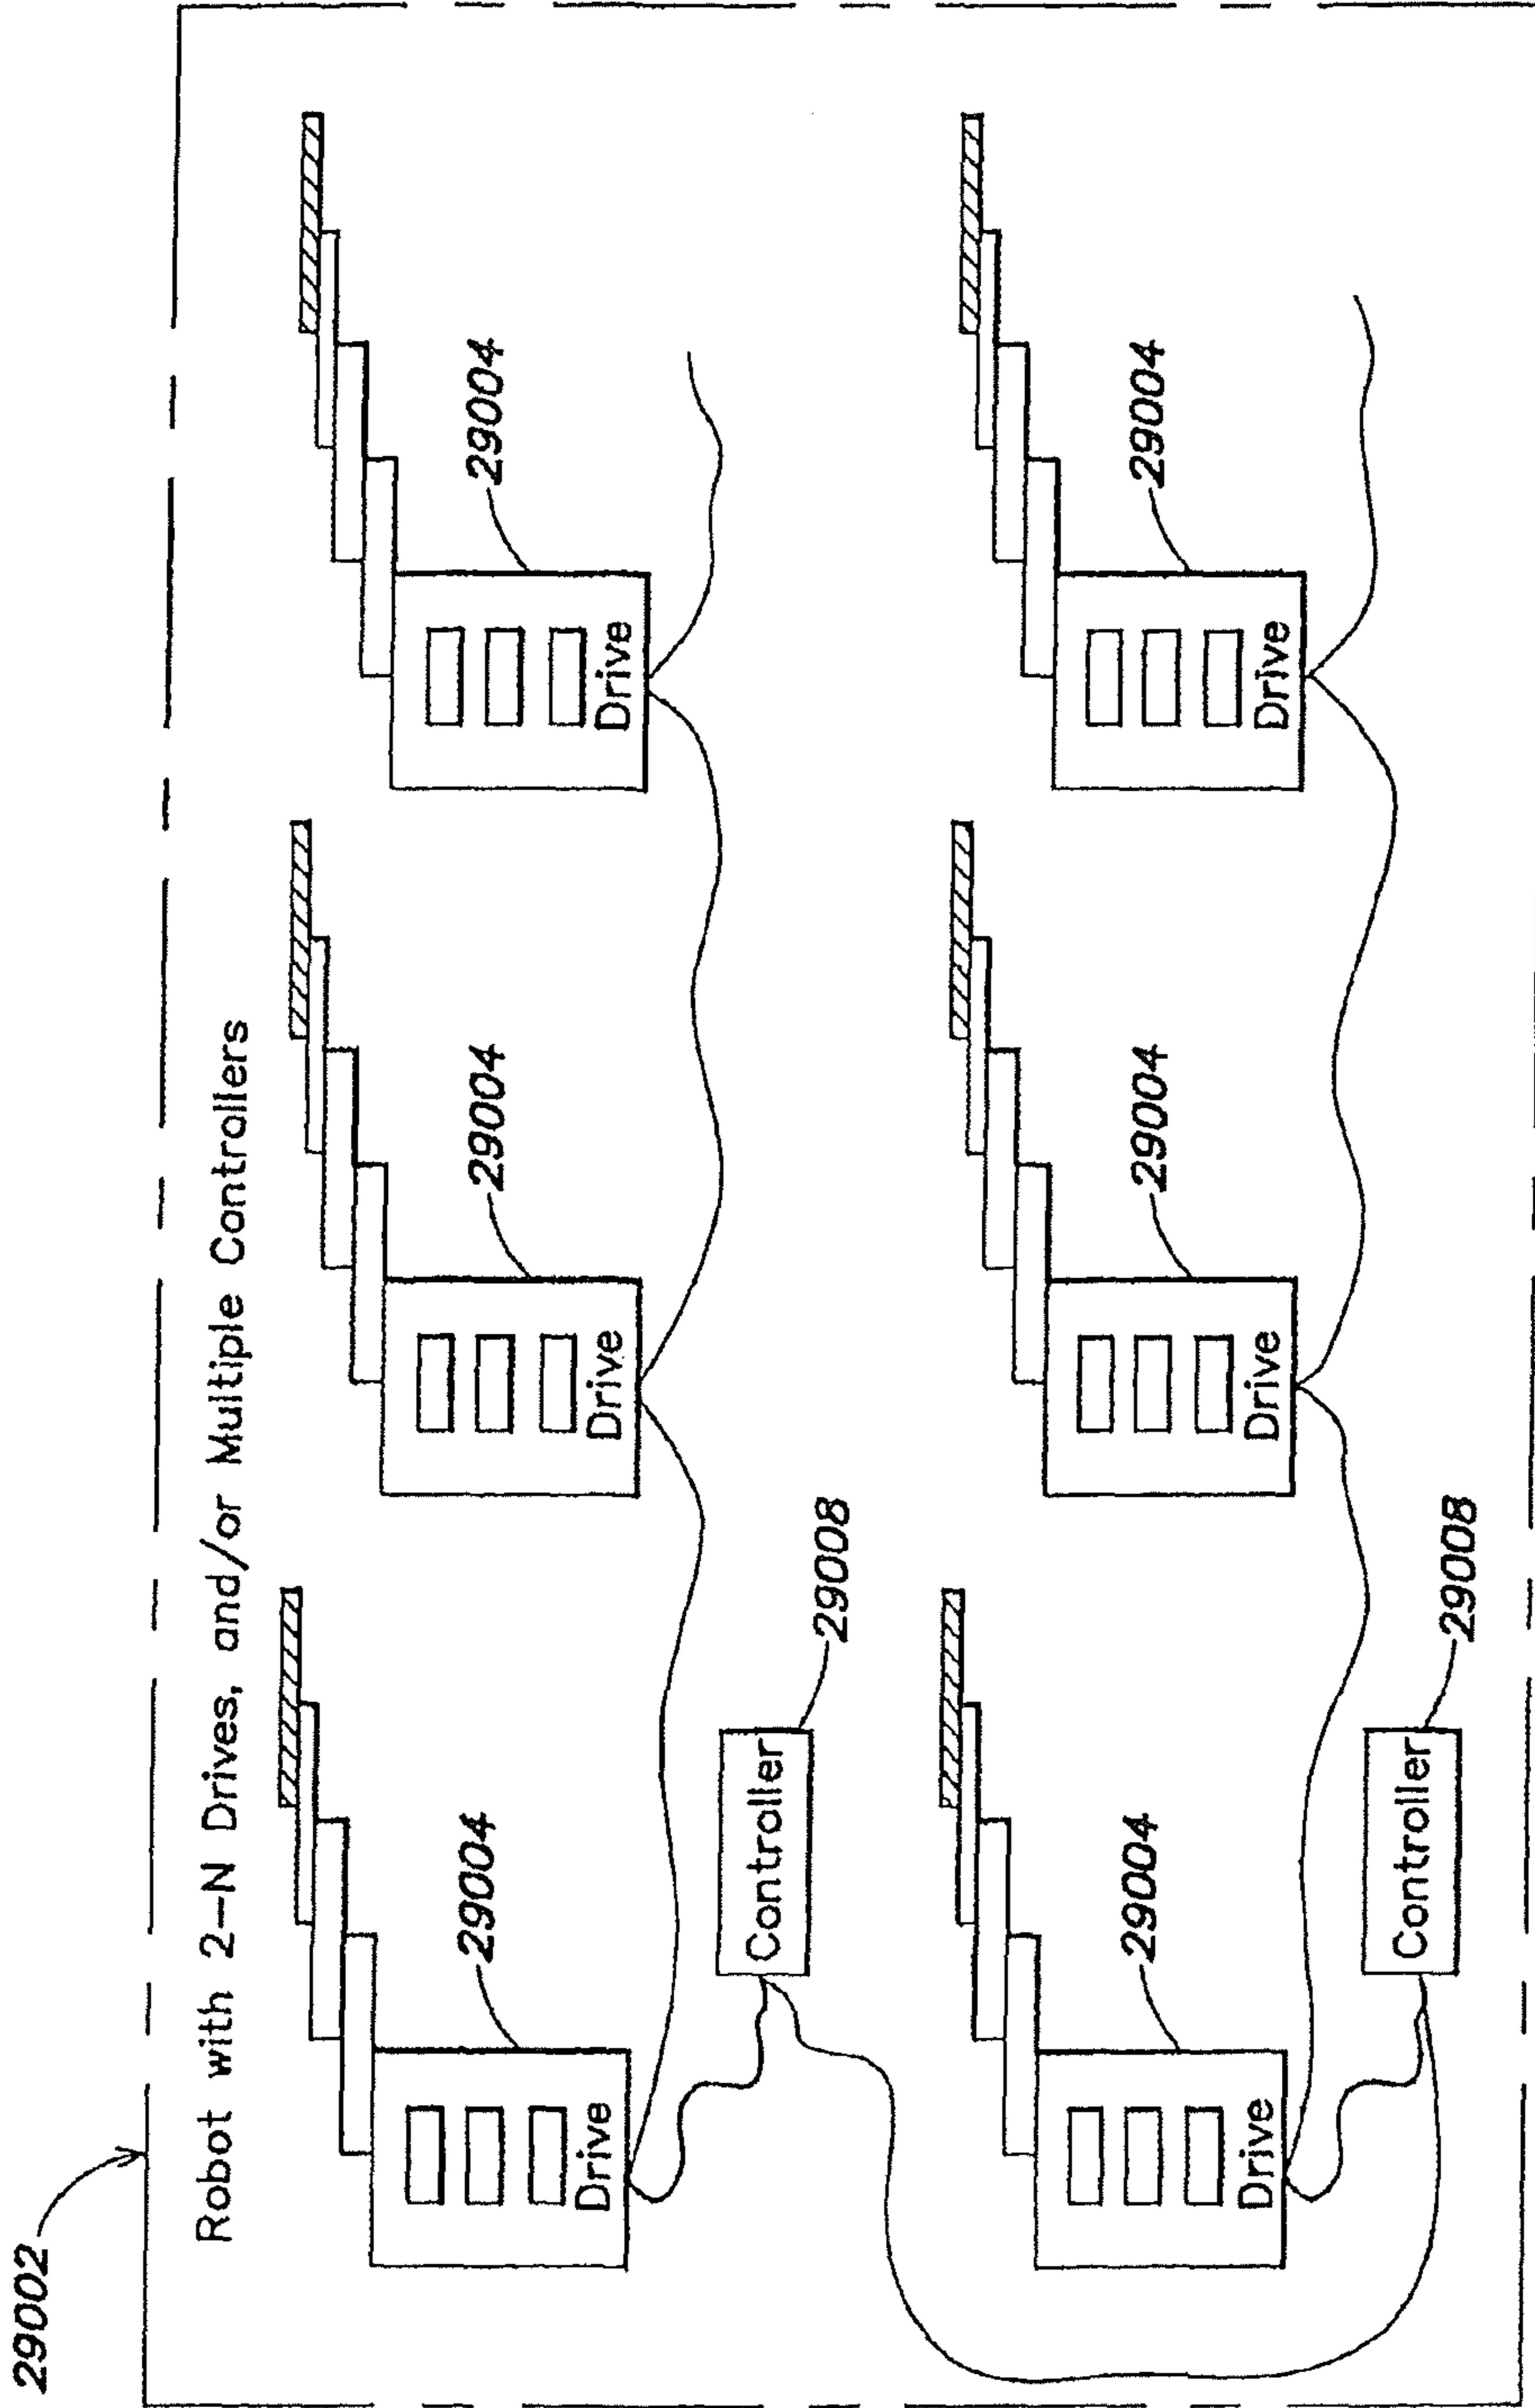 29002
Robot with 2-N Drives, and/or Multiple Controllers
29004
29004
29004
Drive
Drive
Drive
Controller
29008
29004
29004
29004
Drive
Drive
Drive
Controller
29008